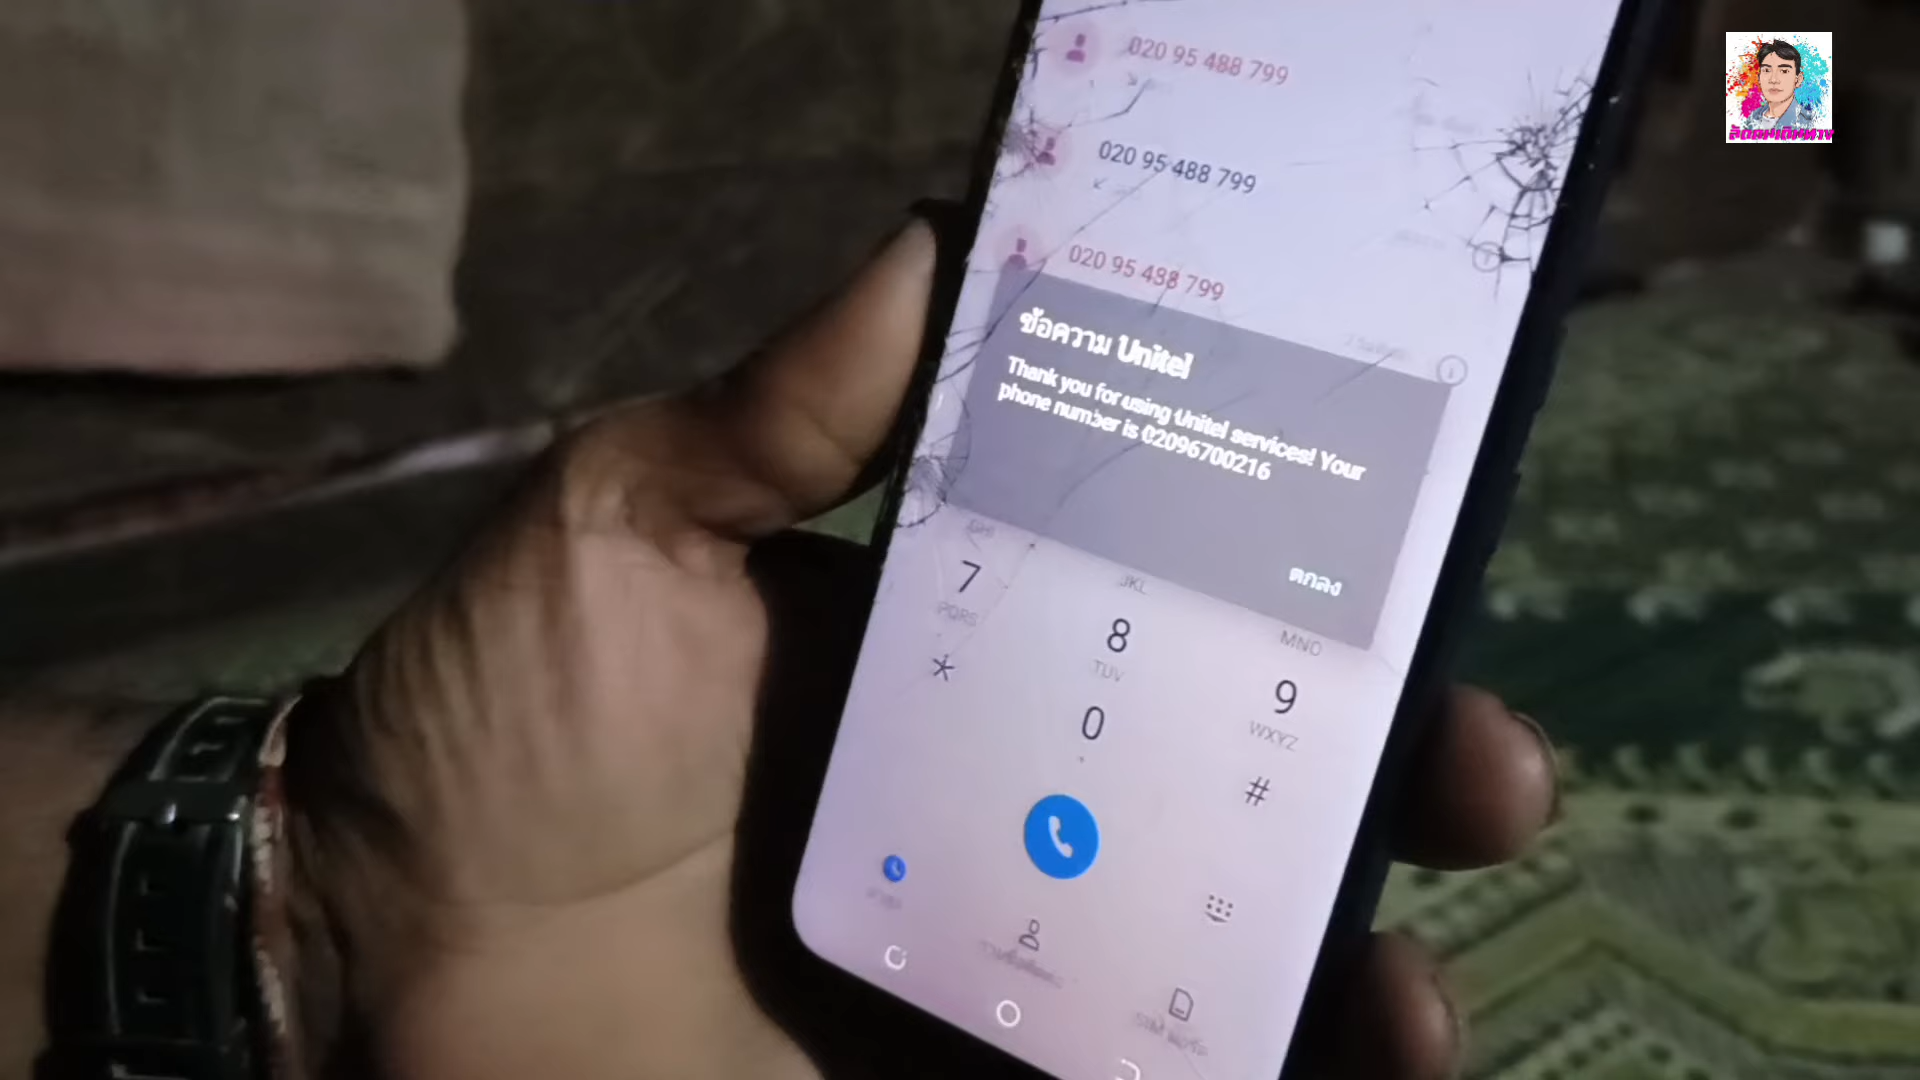 020 95 488 799
020 95 488 799
020 95 488 799
ข้อความ Unitel
Thank you for using Unitel services! Your
phone number is 02096700216
ตกลง
GHI
JKL
MNO
7
PQRS
8
TUV
9
WXYZ
*
0
#